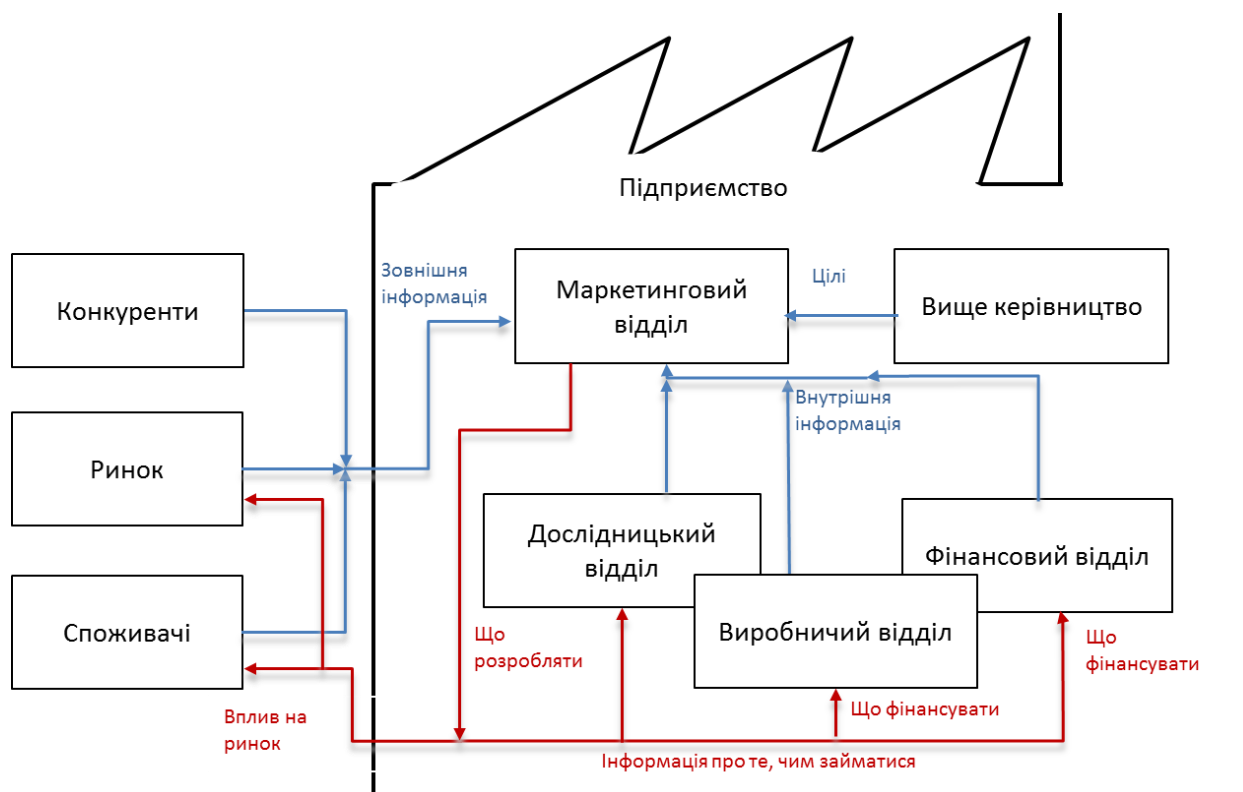 Підприємство
Конкуренти
Зовнішня
інформація
Маркетинговий
відділ
Цілі
Вище керівництво
Внутрішня
інформація
Ринок
Дослідницький
відділ
Фінансовий відділ
Споживачі
Виробничий відділ
Що
розробляти
Що
фінансувати
Що фінансувати
Вплив на
ринок
Інформація про те, чим займатися